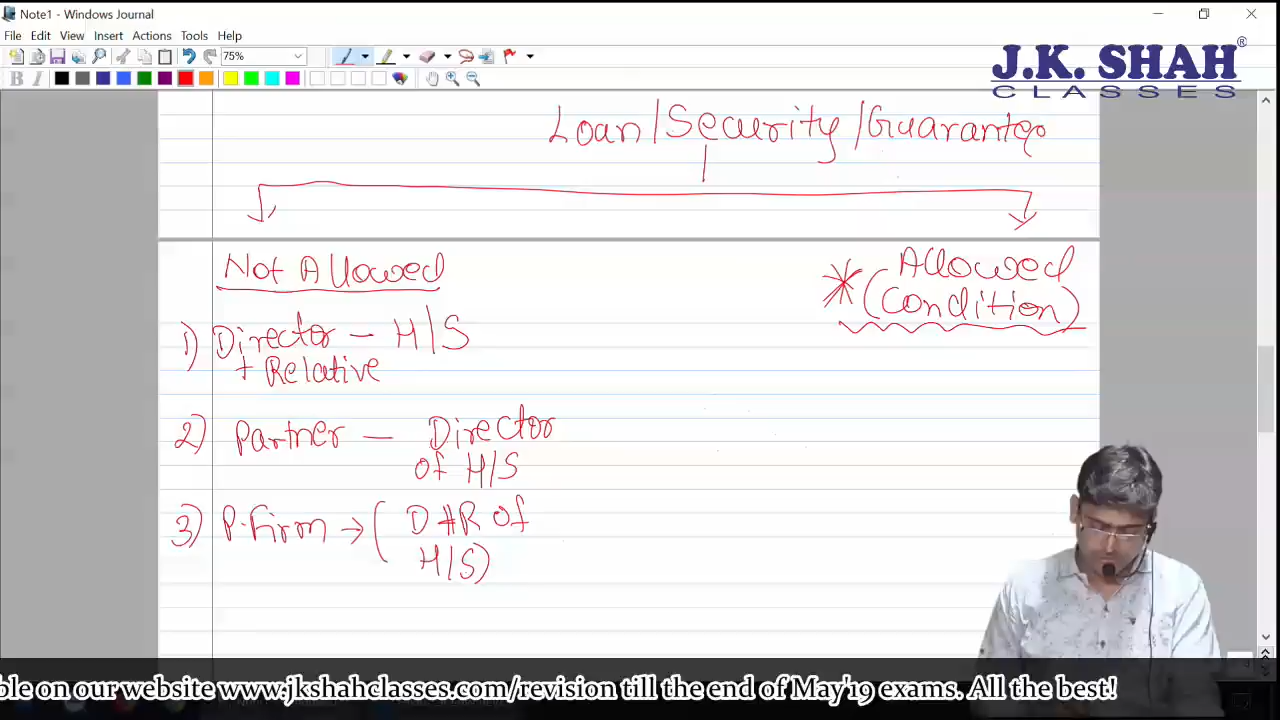 Note1 - Windows Journal
File Edit View Insert Actions Tools Help
75%
B I
J.K. SHAH®
CLASSES
Loan/Security/Guarantee
Not Allowed
Allowed
*(Condition)
1) Director - H/S
+ Relative
2) Partner - Director
of H/S
3) P.Firm → (D
of
H/S)
ble on our website www.jkshahclasses.com/revision till the end of May'19 exams. All the best!